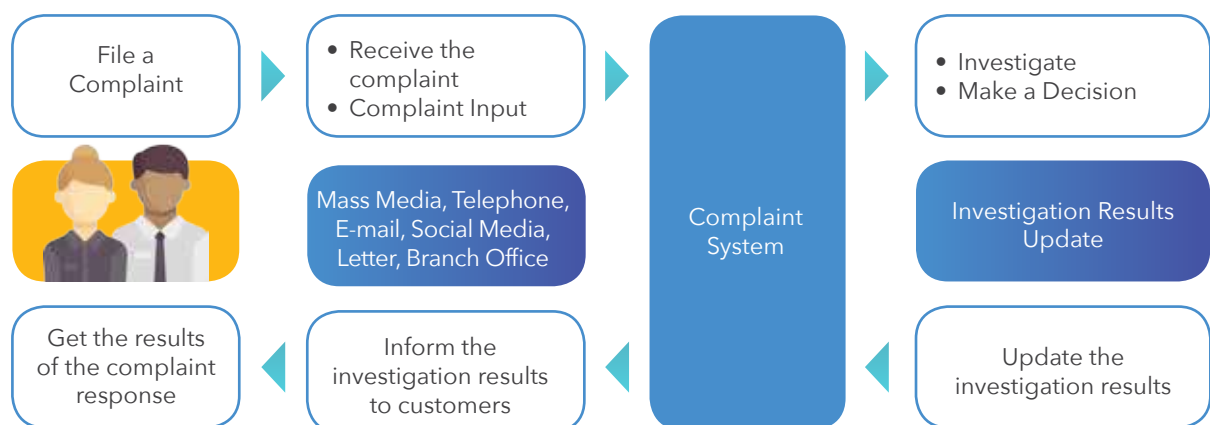 File a
Complaint
• Receive the
complaint
• Complaint Input
• Investigate
• Make a Decision
Mass Media, Telephone,
E-mail, Social Media,
Letter, Branch Office
Complaint
System
Investigation Results
Update
Get the results
of the complaint
response
Inform the
investigation results
to customers
Update the
investigation results